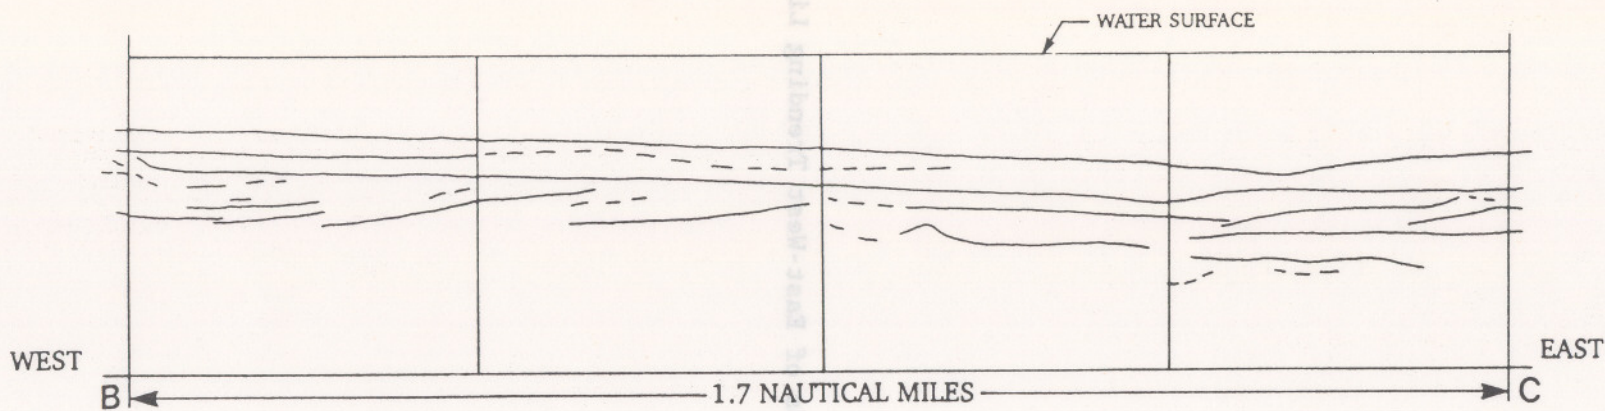 WATER SURFACE
WEST
EAST
B
1.7 NAUTICAL MILES
C